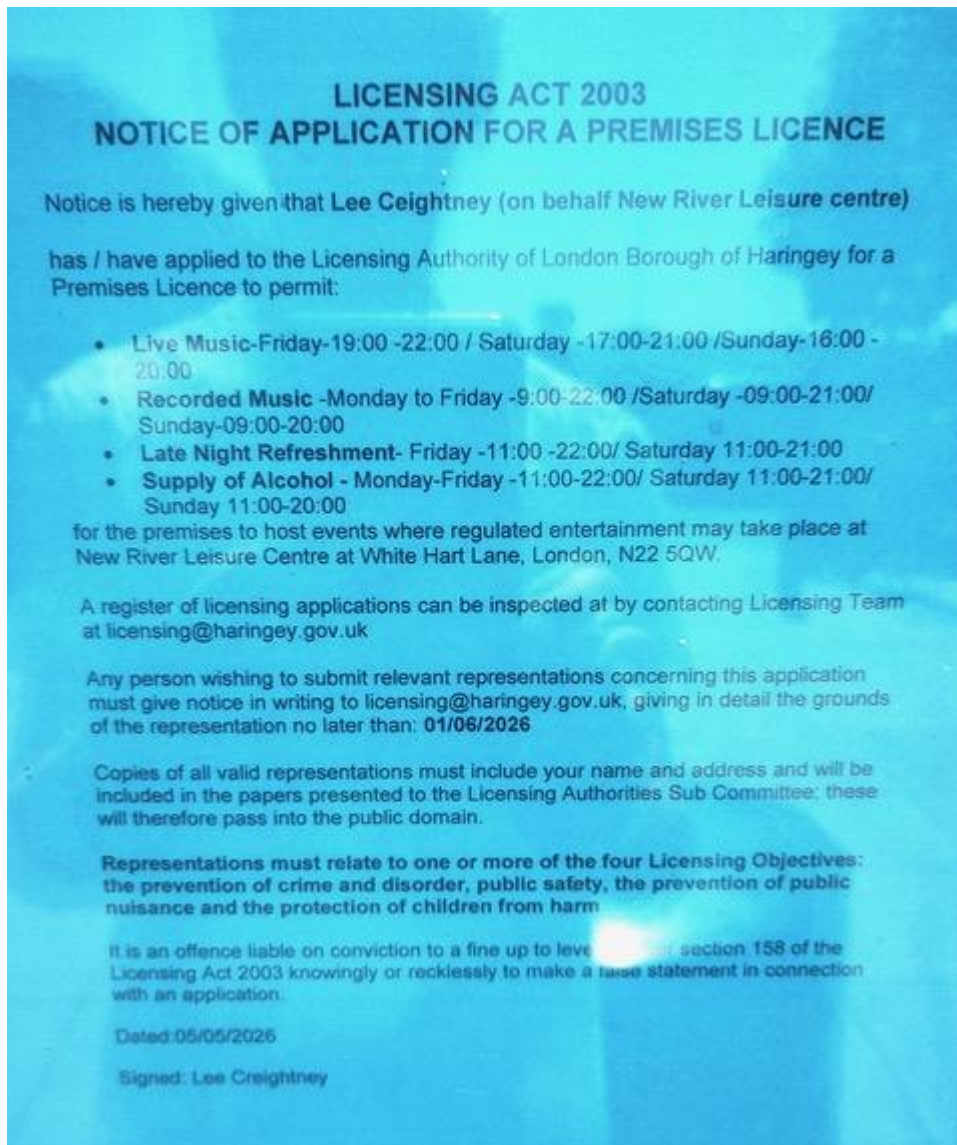 LICENSING ACT 2003
NOTICE OF APPLICATION FOR A PREMISES LICENCE
Notice is hereby given that Lee Ceightney (on behalf New River Leisure centre)
has / have applied to the Licensing Authority of London Borough of Haringey for a
Premises Licence to permit:
• Live Music-Friday-19:00 -22:00 / Saturday -17:00-21:00 /Sunday-16:00 -
20:00
• Recorded Music -Monday to Friday -9:00-22:00 /Saturday -09:00-21:00/
Sunday-09:00-20:00
• Late Night Refreshment- Friday -11:00 -22:00/ Saturday 11:00-21:00
• Supply of Alcohol - Monday-Friday -11:00-22:00/ Saturday 11:00-21:00/
Sunday 11:00-20:00
for the premises to host events where regulated entertainment may take place at
New River Leisure Centre at White Hart Lane, London, N22 5QW.
A register of licensing applications can be inspected at by contacting Licensing Team
at licensing@haringey.gov.uk
Any person wishing to submit relevant representations concerning this application
must give notice in writing to licensing@haringey.gov.uk, giving in detail the grounds
of the representation no later than: 01/06/2026
Copies of all valid representations must include your name and address and will be
included in the papers presented to the Licensing Authorities Sub Committee; these
will therefore pass into the public domain.
Representations must relate to one or more of the four Licensing Objectives:
the prevention of crime and disorder, public safety, the prevention of public
nuisance and the protection of children from harm
It is an offence liable on conviction to a fine up to section 158 of the
Licensing Act 2003 knowingly or recklessly to make a false statement in connection
with an application.
Dated:05/05/2026
Signed: Lee Creightney